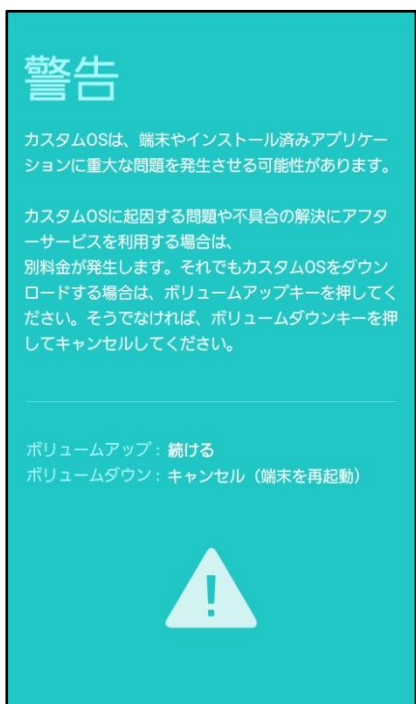 警告
カスタムOSは、端末やインストール済みアプリケー
ションに重大な問題を発生させる可能性があります。
カスタムOSに起因する問題や不具合の解決にアフタ
ーサービスを利用する場合は、
別料金が発生します。それでもカスタムOSをダウン
ロードする場合は、ボリュームアップキーを押してく
ださい。そうでなければ、ボリュームダウンキーを押
してキャンセルしてください。
ボリュームアップ : 続ける
ボリュームダウン : キャンセル（端末を再起動）